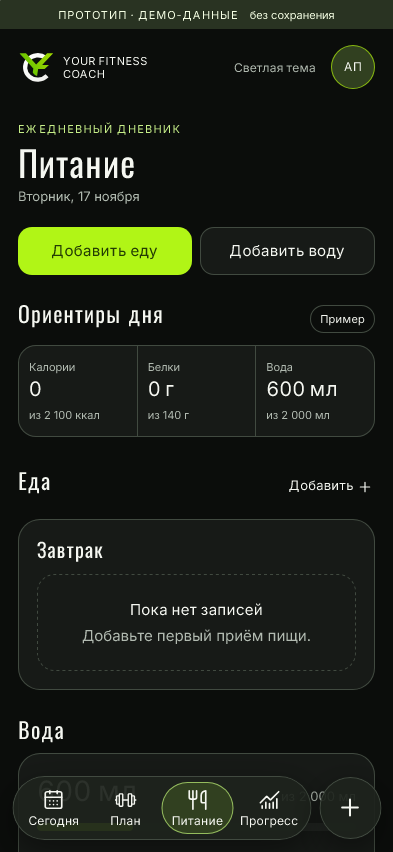 ПРОТОТИП · ДЕМО-ДАННЫЕ без сохранения
YOUR FITNESS
COACH
Светлая тема
АП
ЕЖЕДНЕВНЫЙ ДНЕВНИК
Питание
Вторник, 17 ноября
Добавить еду
Добавить воду
Ориентиры дня
Пример
Калории
Белки
Вода
0
0 г
600 мл
из 2 100 ккал
из 140 г
из 2 000 мл
Еда
Добавить +
Завтрак
Пока нет записей
Добавьте первый приём пищи.
Вода
600 мл
Сегодня
План
Питание
Прогресс
+